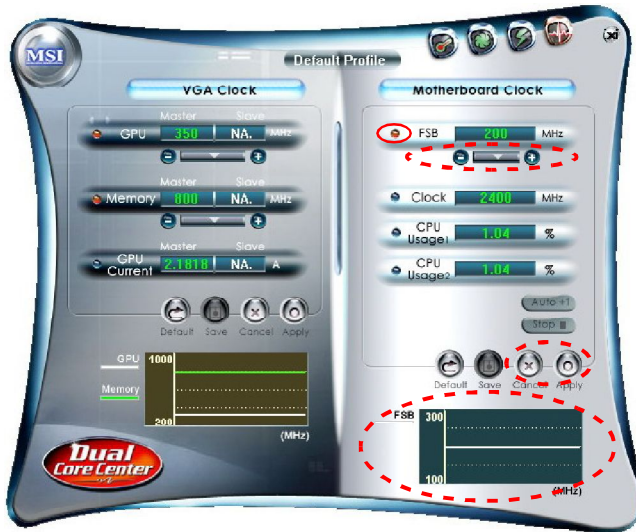 MSI
Default Profile
VGA Clock
Master Slave
GPU 350 NA. MHz
Master Slave
Memory 800 NA. MHz
Master Slave
GPU Current 2.1818 NA. A
Default Save Cancel Apply
GPU
Memory
1000
200
(MHz)
Dual
Core Center
Motherboard Clock
FSB 200 MHz
Clock 2400 MHz
CPU Usage1 1.04 %
CPU Usage2 1.04 %
Auto +1
Stop
Default Save Cancel Apply
FSB
300
100
(MHz)